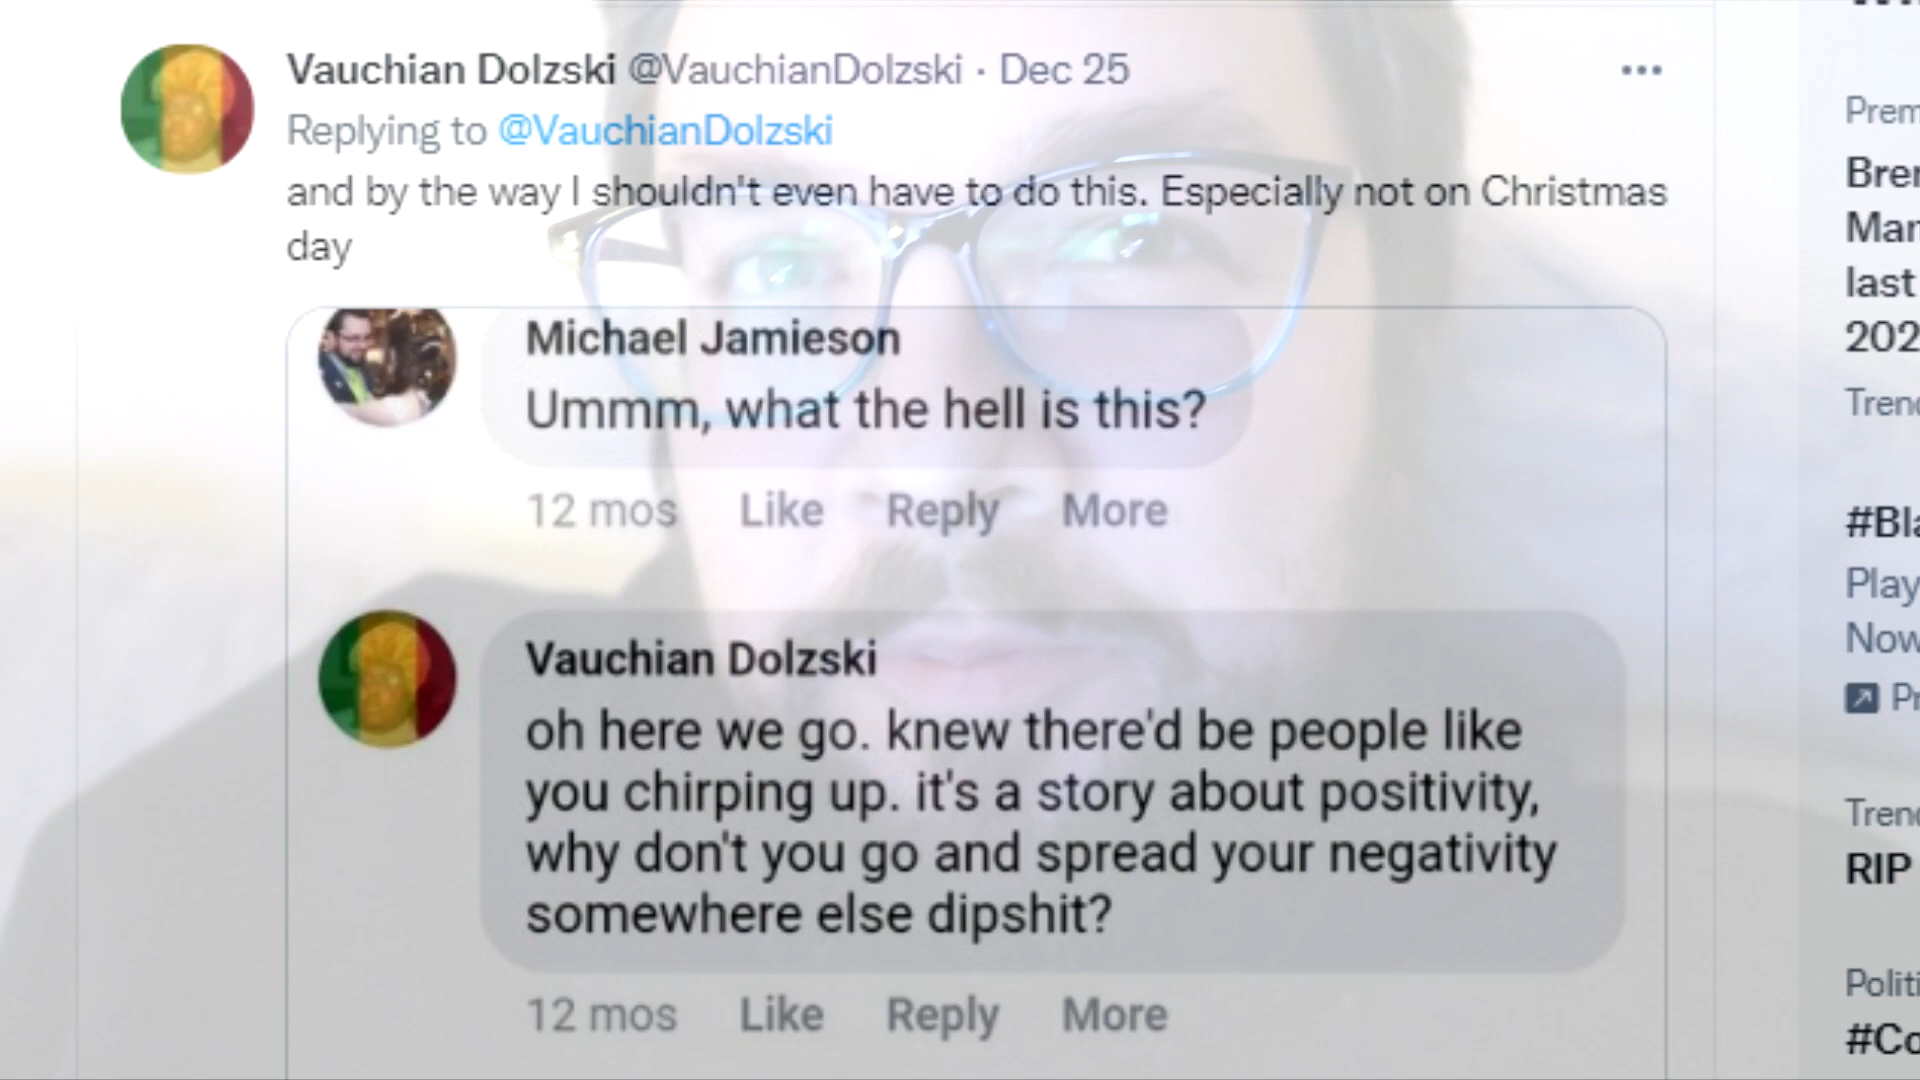 Vauchian Dolzski @VauchianDolzski · Dec 25
Replying to @VauchianDolzski
and by the way I shouldn't even have to do this. Especially not on Christmas
day
Michael Jamieson
Ummm, what the hell is this?
12 mos Like Reply More
Vauchian Dolzski
oh here we go. knew there'd be people like
you chirping up. it's a story about positivity,
why don't you go and spread your negativity
somewhere else dipshit?
12 mos Like Reply More
last
RIP